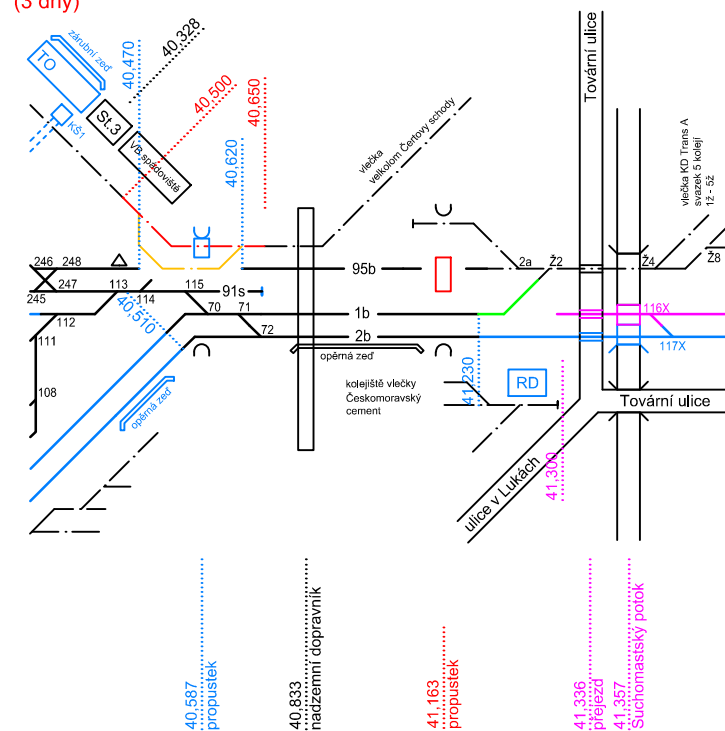 (3 dny)
TO
zárubní zeď
KŠ1
St.3
VB spádoviště
40,470
40,328
40,500
40,650
40,620
vlečka
velkolom Čertovy schody
Tovární ulice
vlečka KD Trans A
svazek 5 kolejí
1ž - 5ž
246
248
95b
2a
Ž2
Ž4
Ž8
247
113
115
91s
245
114
112
70
71
1b
116X
111
72
2b
117X
40,510
opěrná zeď
opěrná zeď
41,230
108
kolejiště vlečky
Českomoravský
cement
RD
Tovární ulice
41,300
ulice v Lukách
40,587
propustek
40,833
nadzemní dopravník
41,163
propustek
41,336
přejezd
41,357
Suchomastský potok